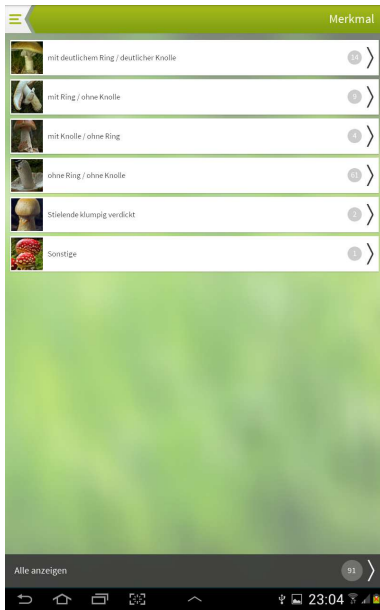 Merkmal
mit deutlichem Ring / deutlicher Knolle
14
mit Ring / ohne Knolle
9
mit Knolle / ohne Ring
4
ohne Ring / ohne Knolle
61
Stielende klumpig verdickt
2
Sonstige
1
Alle anzeigen
91
23:04